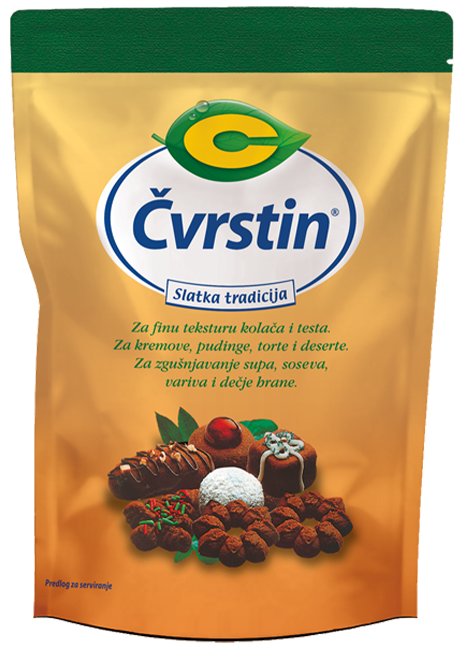 C
Čvrstin®
Slatka tradicija
Za finu teksturu kolača i testa.
Za kremove, pudinge, torte i deserte.
Za zgušnjavanje supa, soseva,
variva i dečje hrane.
Predlog za serviranje